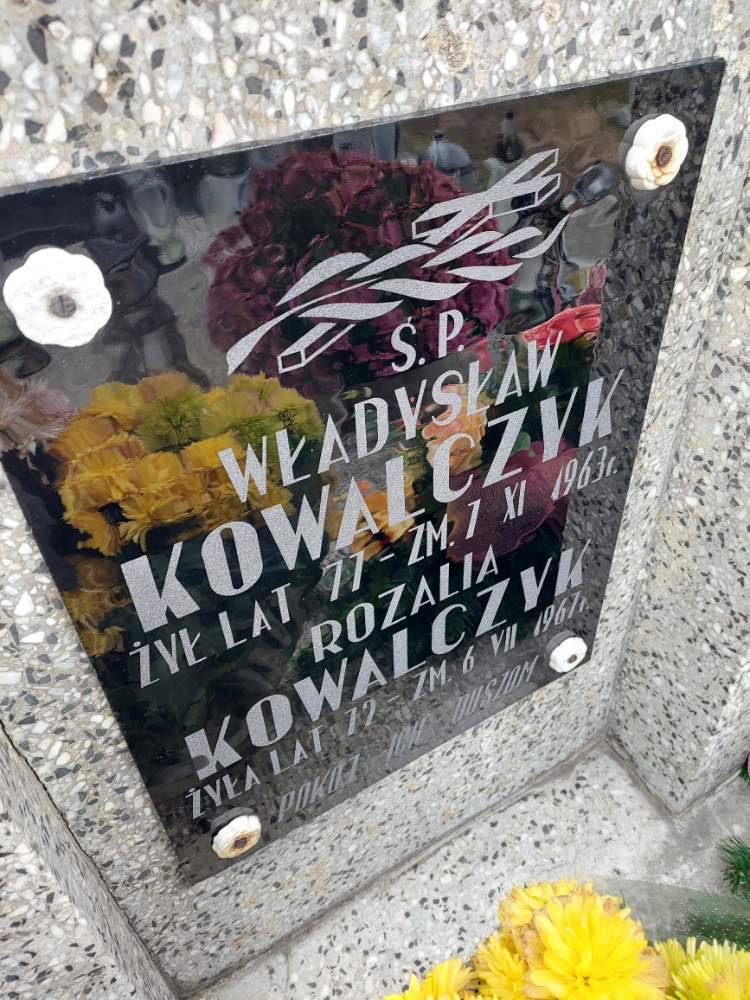 Ś. P.
WŁADYSŁAW
KOWALCZYK
ŻYŁ LAT 77 - ZM. 7 XI 1963r.
ROZALIA
KOWALCZYK
ŻYŁA LAT 72 - ZM. 6 VII 1967r.
POKÓJ ICH DUSZOM